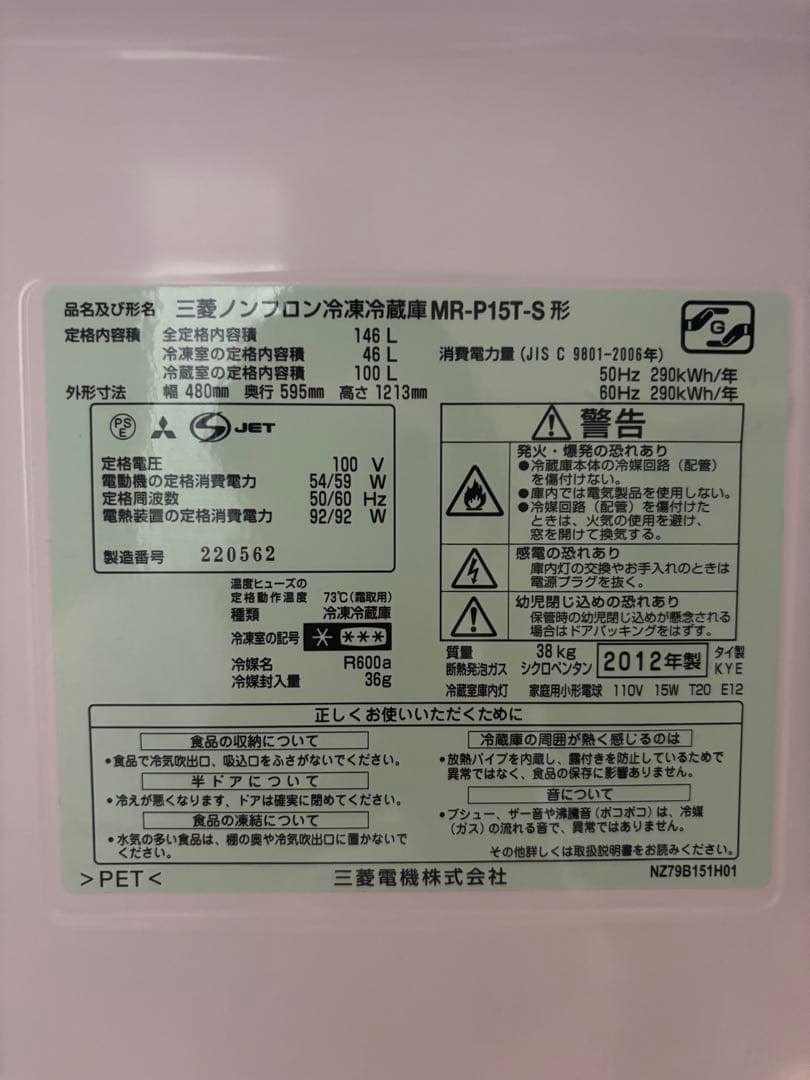 品名及び形名 三菱ノンフロン冷凍冷蔵庫 MR-P15T-S 形
定格内容積 全定格内容積 146 L
冷凍室の定格内容積 46 L
冷蔵室の定格内容積 100 L
外形寸法 幅 480mm 奥行 595mm 高さ 1213mm
G
消費電力量 (JIS C 9801-2006年)
50Hz 290kWh/年
60Hz 290kWh/年
PSE JET
定格電圧 100 V
電動機の定格消費電力 54/59 W
定格周波数 50/60 Hz
電熱装置の定格消費電力 92/92 W
製造番号 220562
温度ヒューズの
定格動作温度 73℃(霜取用)
種類 冷凍冷蔵庫
冷凍室の記号 * ***
冷媒名 R600a
冷媒封入量 36g
警告
発火・爆発の恐れあり
●冷蔵庫本体の冷媒回路(配管)
を傷付けない。
●庫内では電気製品を使用しない。
●冷媒回路(配管)を傷付けた
ときは、火気の使用を避け、
窓を開けて換気する。
感電の恐れあり
庫内灯の交換やお手入れのときは
電源プラグを抜く。
幼児閉じ込めの恐れあり
保管時の幼児閉じ込めが懸念される
場合はドアパッキングをはずす。
質量 38kg
断熱発泡ガス シクロペンタン
2012年製
タイ製
KYE
冷蔵室庫内灯 家庭用小形電球 110V 15W T20 E12
正しくお使いいただくために
食品の収納について
•食品で冷気吹出口、吸込口をふさがないでください。
半ドアについて
•冷えが悪くなります、ドアは確実に閉めてください。
食品の凍結について
•水気の多い食品は、棚の奥や冷気吹出口に置かないで
ください。
冷蔵庫の周囲が熱く感じるのは
•放熱パイプを内蔵し、露付きを防止しているためで
異常ではなく、食品の保存に影響ありません。
音について
•ブシュー、ザー音や沸騰音(ボコボコ)は、冷媒
(ガス)の流れる音で、異常ではありません。
その他詳しくは取扱説明書をお読みください。
>PET<
三菱電機株式会社
NZ79B151H01